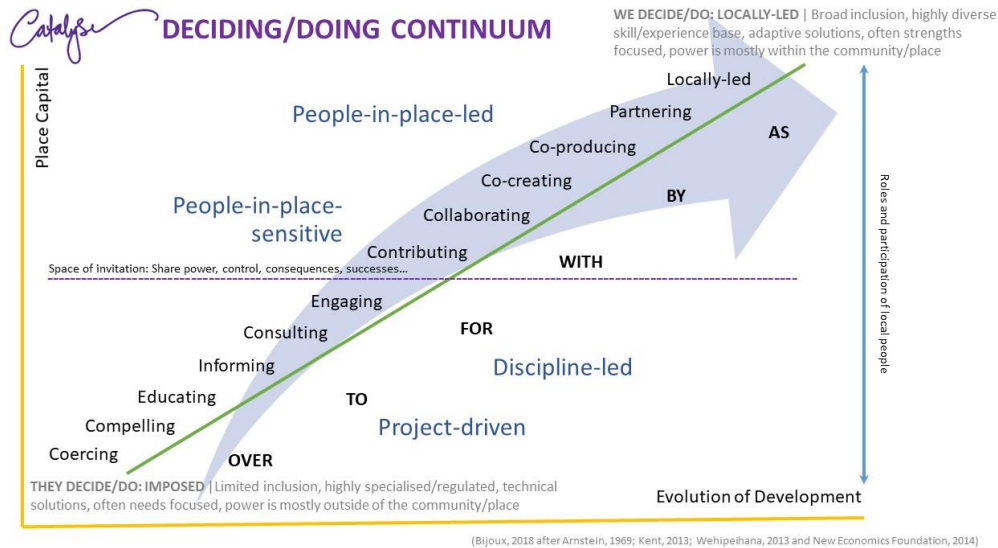 Catalyse
DECIDING/DOING CONTINUUM
WE DECIDE/DO: LOCALLY-LED | Broad inclusion, highly diverse
skill/experience base, adaptive solutions, often strengths
focused, power is mostly within the community/place
Place Capital
Locally-led
People-in-place-led
Partnering
AS
Co-producing
Co-creating
BY
People-in-place-
sensitive
Collaborating
Contributing
WITH
Space of invitation: Share power, control, consequences, successes...
Roles and participation of local people
Engaging
FOR
Consulting
Informing
Discipline-led
Educating
TO
Compelling
Project-driven
Coercing
OVER
THEY DECIDE/DO: IMPOSED | Limited inclusion, highly specialised/regulated, technical
solutions, often needs focused, power is mostly outside of the community/place
Evolution of Development
(Bijoux, 2018 after Arnstein, 1969; Kent, 2013; Wehipeihana, 2013 and New Economics Foundation, 2014)